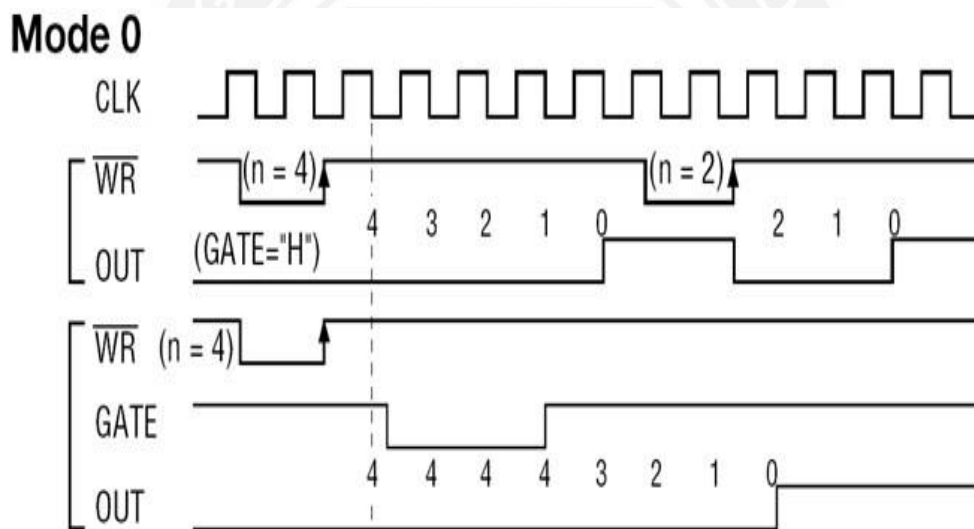 Mode 0
CLK
WR (n = 4) (n = 2)
4 3 2 1 0 2 1 0
OUT (GATE="H")
WR (n = 4)
GATE
4 4 4 4 3 2 1 0
OUT